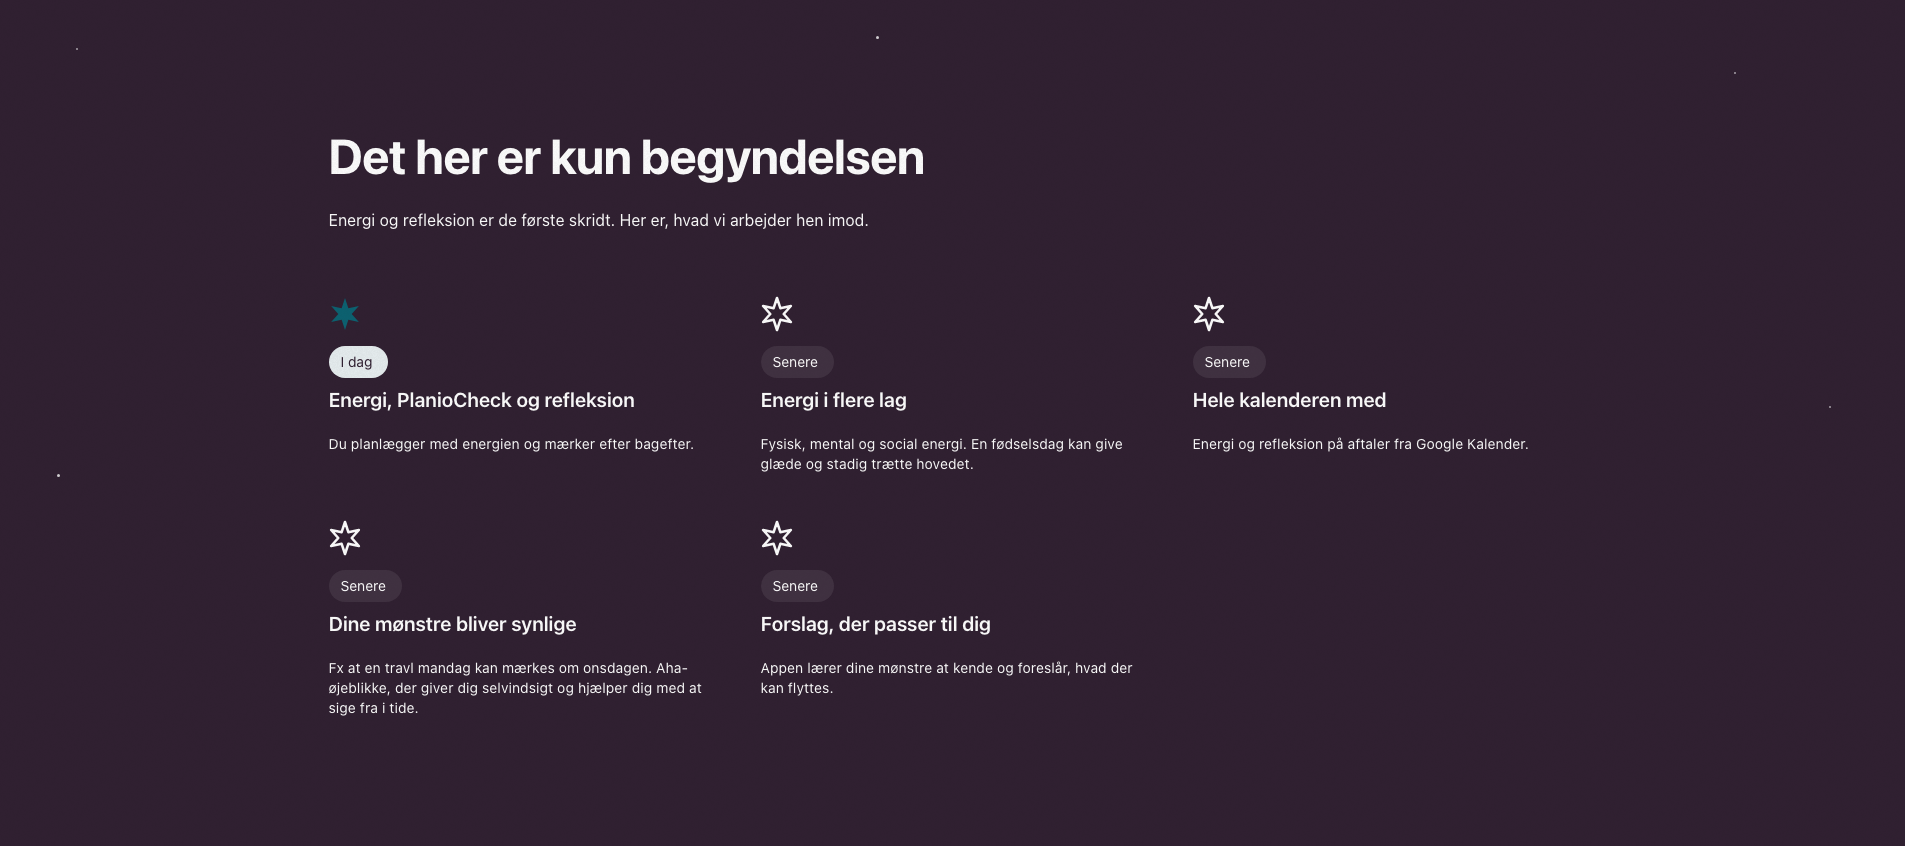 Det her er kun begyndelsen
Energi og refleksion er de første skridt. Her er, hvad vi arbejder hen imod.
I dag
Energi, PlanioCheck og refleksion
Du planlægger med energien og mærker efter bagefter.
Senere
Energi i flere lag
Fysisk, mental og social energi. En fødselsdag kan give
glæde og stadig trætte hovedet.
Senere
Hele kalenderen med
Energi og refleksion på aftaler fra Google Kalender.
Senere
Dine mønstre bliver synlige
Fx at en travl mandag kan mærkes om onsdagen. Aha-
øjeblikke, der giver dig selvindsigt og hjælper dig med at
sige fra i tide.
Senere
Forslag, der passer til dig
Appen lærer dine mønstre at kende og foreslår, hvad der
kan flyttes.